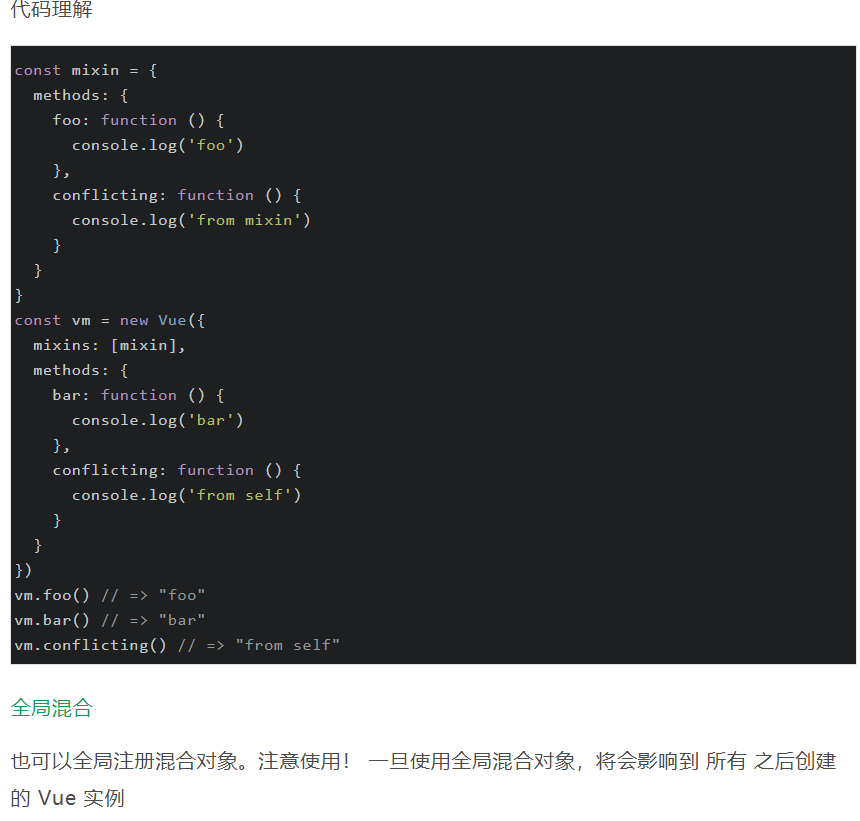 代码理解
const mixin = {
  methods: {
    foo: function () {
      console.log('foo')
    },
    conflicting: function () {
      console.log('from mixin')
    }
  }
}
const vm = new Vue({
  mixins: [mixin],
  methods: {
    bar: function () {
      console.log('bar')
    },
    conflicting: function () {
      console.log('from self')
    }
  }
})
vm.foo() // => "foo"
vm.bar() // => "bar"
vm.conflicting() // => "from self"
全局混合
也可以全局注册混合对象。注意使用! 一旦使用全局混合对象，将会影响到 所有 之后创建
的 Vue 实例